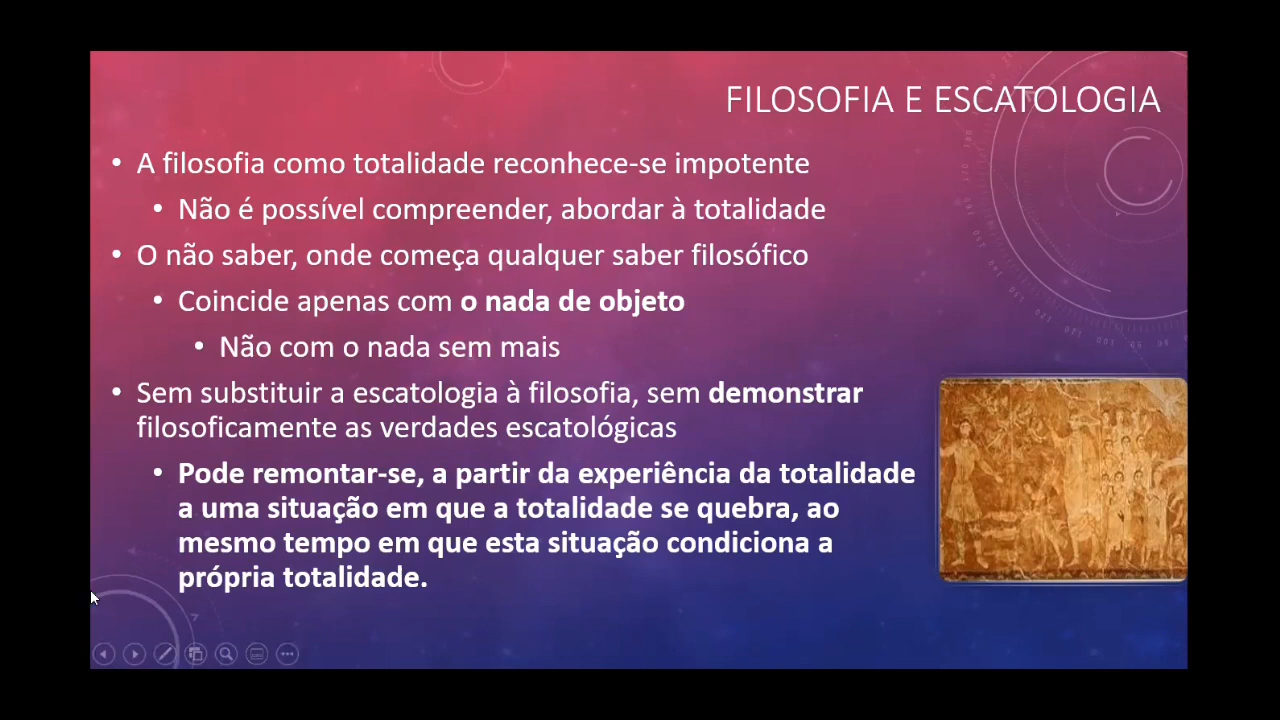 FILOSOFIA E ESCATOLOGIA
• A filosofia como totalidade reconhece-se impotente
• Não é possível compreender, abordar à totalidade
• O não saber, onde começa qualquer saber filosófico
• Coincide apenas com o nada de objeto
• Não com o nada sem mais
• Sem substituir a escatologia à filosofia, sem demonstrar
filosoficamente as verdades escatológicas
• Pode remontar-se, a partir da experiência da totalidade
a uma situação em que a totalidade se quebra, ao
mesmo tempo em que esta situação condiciona a
própria totalidade.